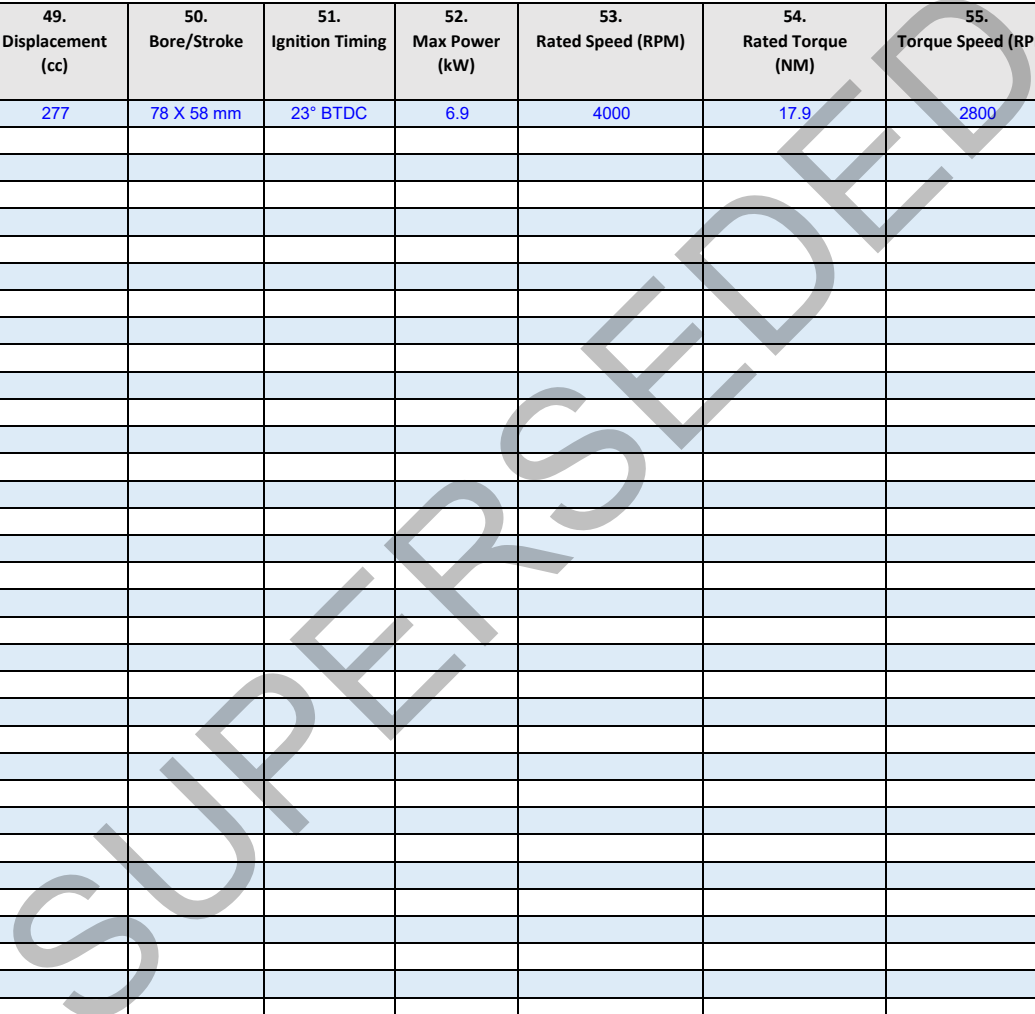 49. 50. 51. 52. 53. 54. 55.
Displacement Bore/Stroke Ignition Timing Max Power Rated Speed (RPM) Rated Torque Torque Speed (RP
(cc) (kW) (NM)
277 78 X 58 mm 23° BTDC 6.9 4000 17.9 2800
SUPERSEDED